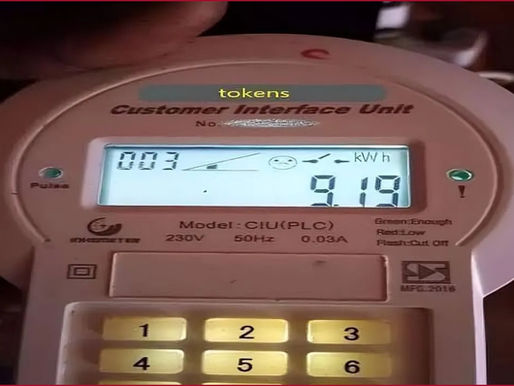 tokens
Customer Interface Unit
No.
003 kWh
9.19
Pulse
!
Model:CIU(PLC)
230V 50Hz 0.03A
Green:Enough
Red:Low
Flash:Cut Off
MFG.2016
1 2 3
4 5 6